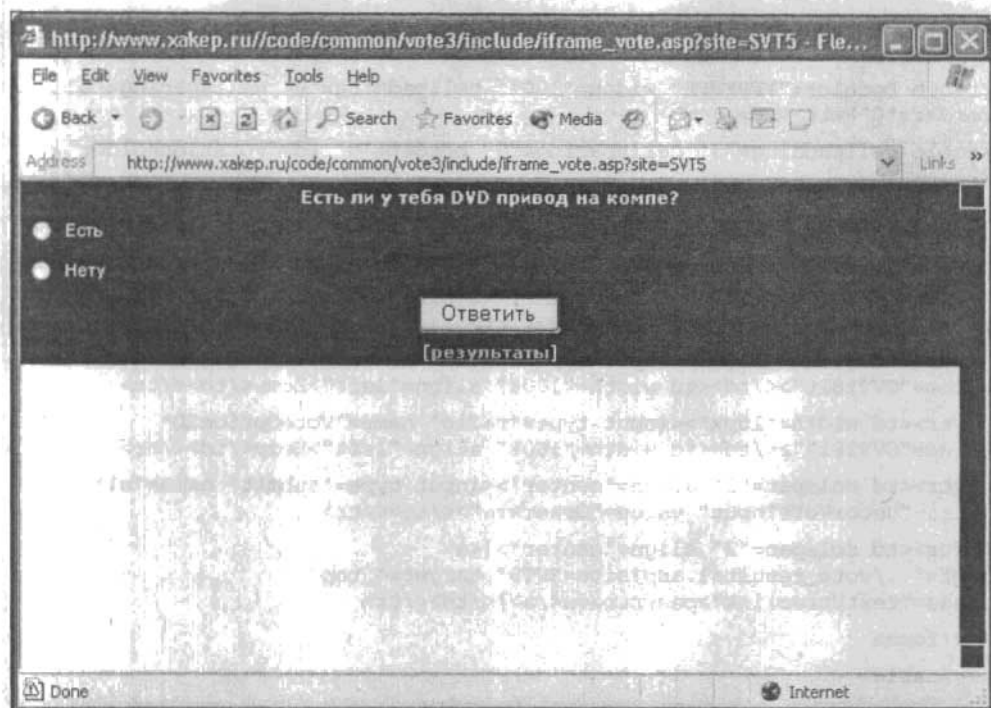 http://www.xakep.ru//code/common/vote3/include/iframe_vote.asp?site=SVT5 - Fle...
File Edit View Favorites Tools Help
Back Search Favorites Media
Address http://www.xakep.ru/code/common/vote3/include/iframe_vote.asp?site=SVT5 Links »
Есть ли у тебя DVD привод на компе?
Есть
Нету
Ответить
[результаты]
Done Internet